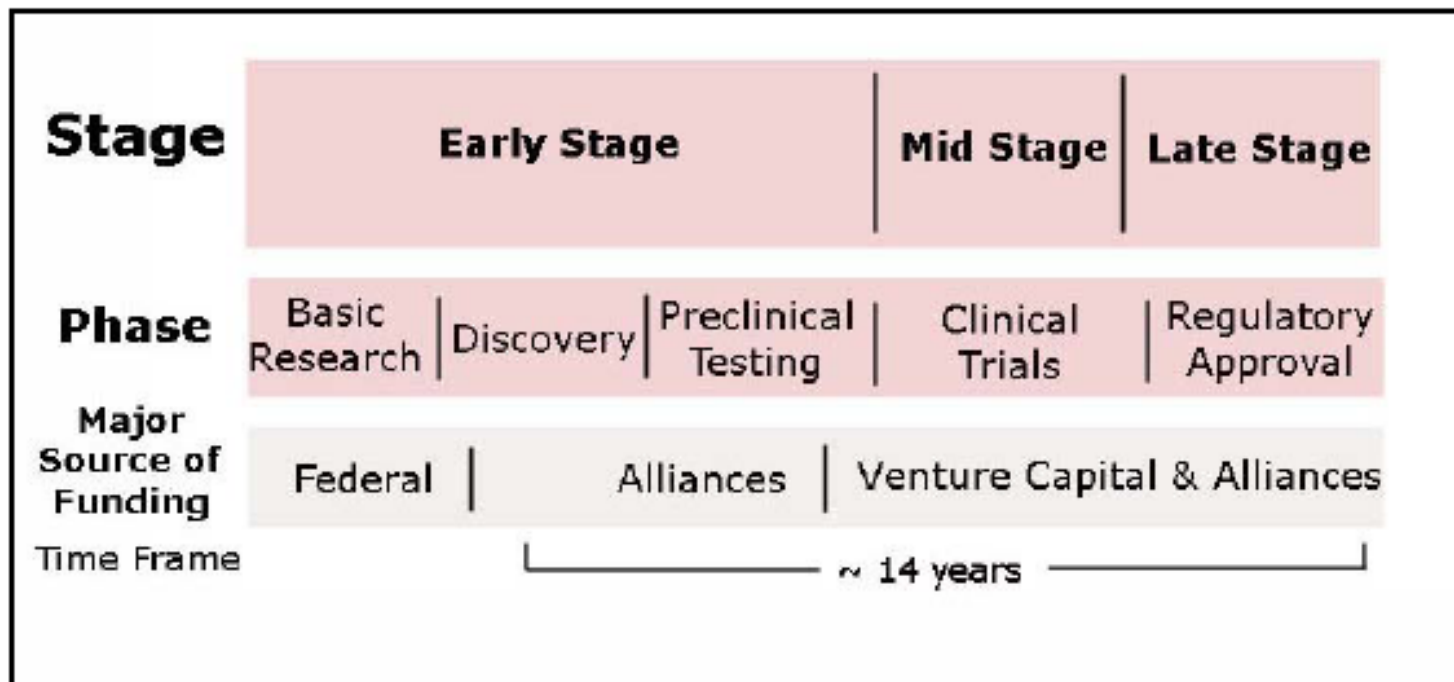 Stage
Early Stage
Mid Stage
Late Stage
Phase
Basic
Research
Discovery
Preclinical
Testing
Clinical
Trials
Regulatory
Approval
Major
Source of
Funding
Federal
Alliances
Venture Capital & Alliances
Time Frame
~ 14 years